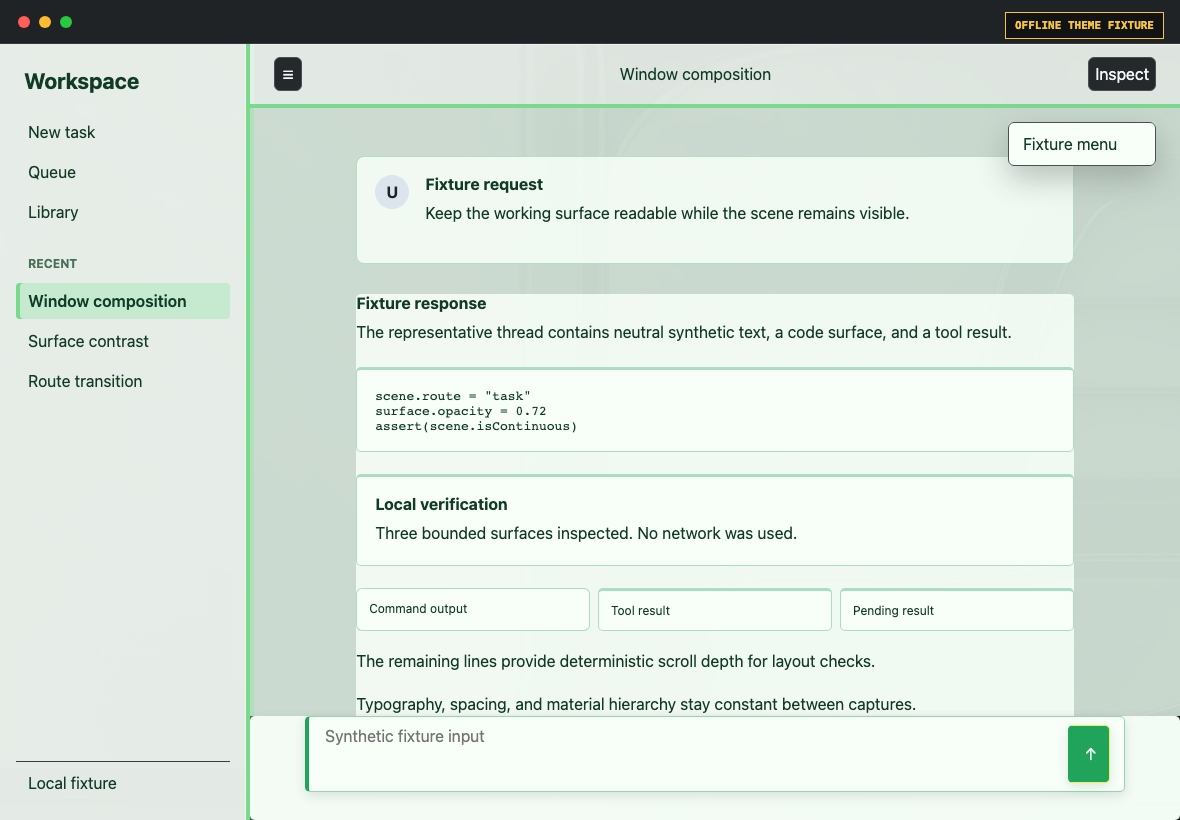 OFFLINE THEME FIXTURE
Workspace
New task
Queue
Library
RECENT
Window composition
Surface contrast
Route transition
Local fixture
Window composition
Inspect
Fixture menu
U
Fixture request
Keep the working surface readable while the scene remains visible.
Fixture response
The representative thread contains neutral synthetic text, a code surface, and a tool result.
scene.route = "task"
surface.opacity = 0.72
assert(scene.isContinuous)
Local verification
Three bounded surfaces inspected. No network was used.
Command output
Tool result
Pending result
The remaining lines provide deterministic scroll depth for layout checks.
Typography, spacing, and material hierarchy stay constant between captures.
Synthetic fixture input